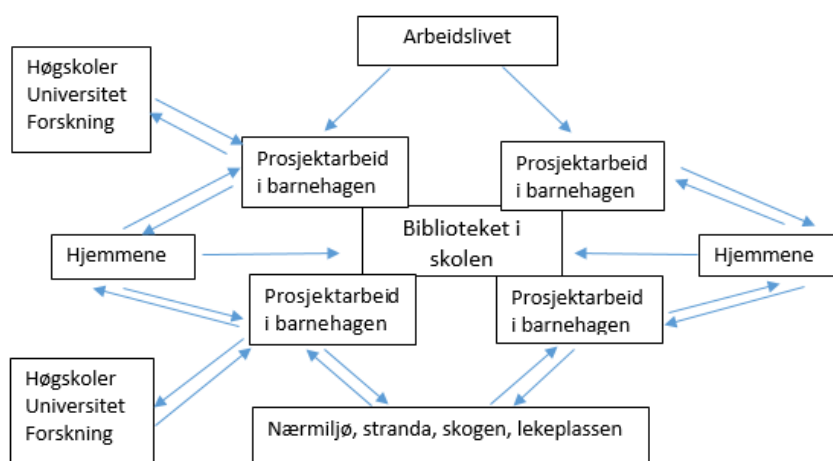 Arbeidslivet
Høgskoler
Universitet
Forskning
Prosjektarbeid
i barnehagen
Prosjektarbeid
i barnehagen
Biblioteket i
skolen
Hjemmene
Hjemmene
Prosjektarbeid
i barnehagen
Prosjektarbeid
i barnehagen
Høgskoler
Universitet
Forskning
Nærmiljø, stranda, skogen, lekeplassen